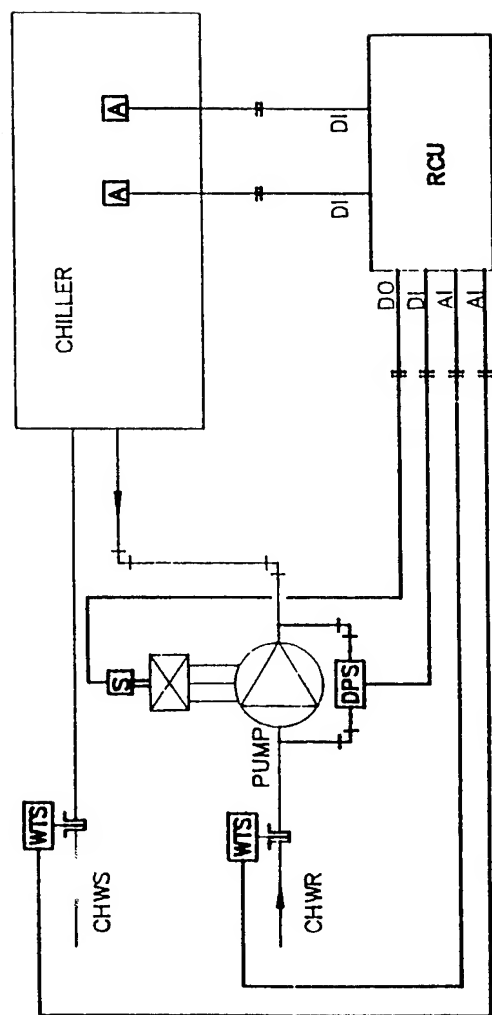 CHILLER
A
A
DI
DI
RCU
DO
DI
AI
AI
S
DPS
PUMP
WTS
CHWS
WTS
CHWR